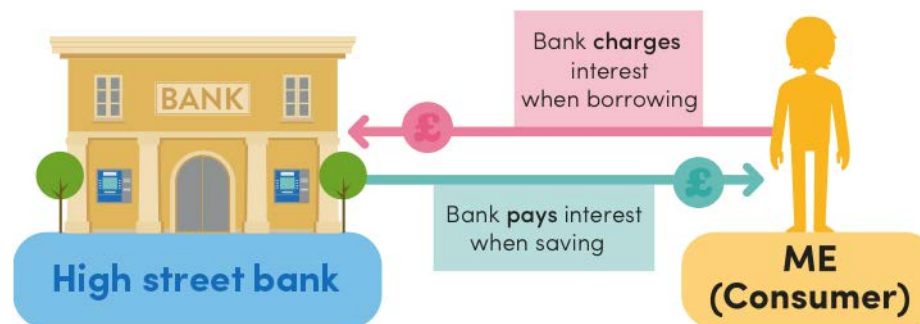 Bank charges
interest
when borrowing
BANK
£
£
Bank pays interest
when saving
High street bank
ME
(Consumer)